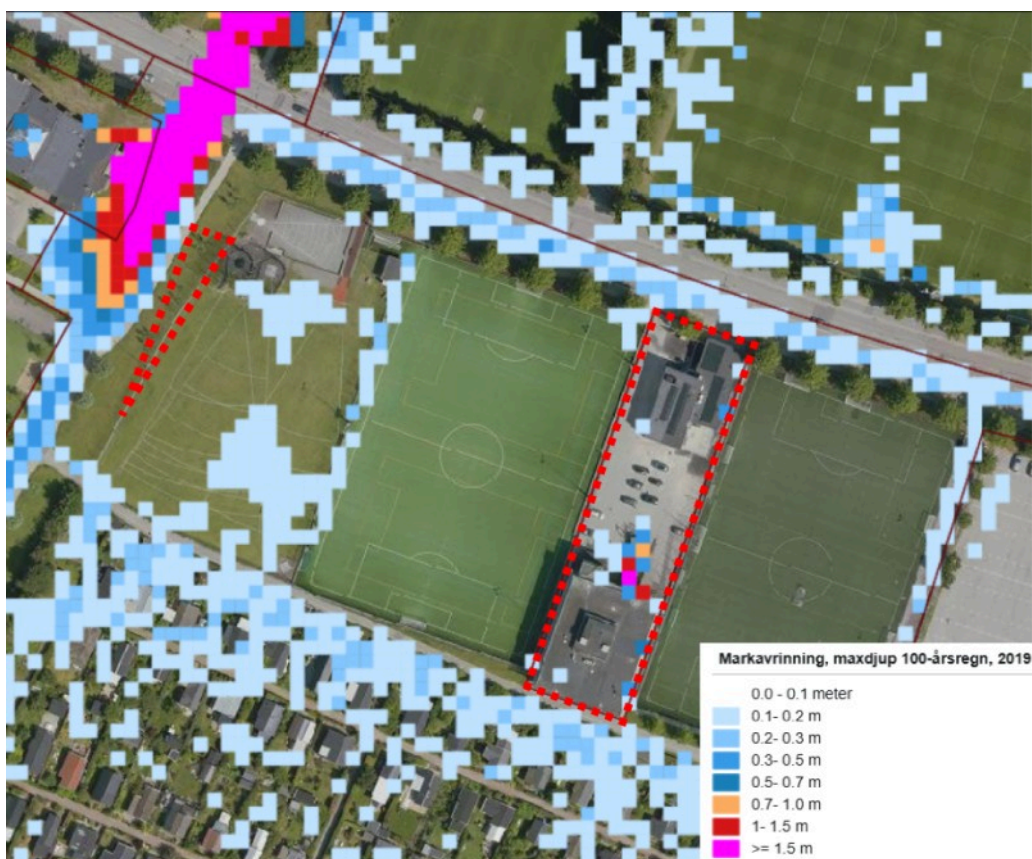 Markavrinning, maxdjup 100-årsregn, 2019
0.0 - 0.1 meter
0.1- 0.2 m
0.2- 0.3 m
0.3- 0.5 m
0.5- 0.7 m
0.7- 1.0 m
1- 1.5 m
>= 1.5 m